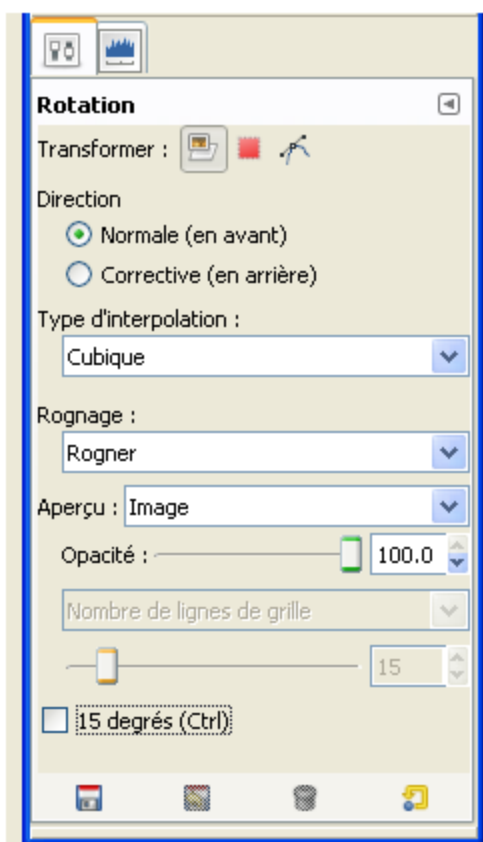 Rotation
Transformer :
Direction
Normale (en avant)
Corrective (en arrière)
Type d'interpolation :
Cubique
Rognage :
Rogner
Aperçu : Image
Opacité : 100.0
Nombre de lignes de grille
15
15 degrés (Ctrl)